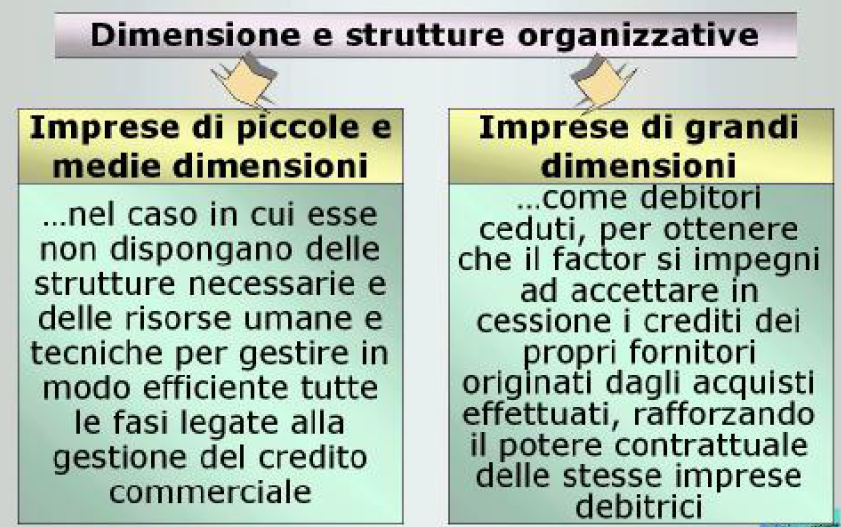 Dimensione e strutture organizzative
Imprese di piccole e
medie dimensioni
...nel caso in cui esse
non dispongano delle
strutture necessarie e
delle risorse umane e
tecniche per gestire in
modo efficiente tutte
le fasi legate alla
gestione del credito
commerciale
Imprese di grandi
dimensioni
...come debitori
ceduti, per ottenere
che il factor si impegni
ad accettare in
cessione i crediti dei
propri fornitori
originati dagli acquisti
effettuati, rafforzando
il potere contrattuale
delle stesse imprese
debitrici